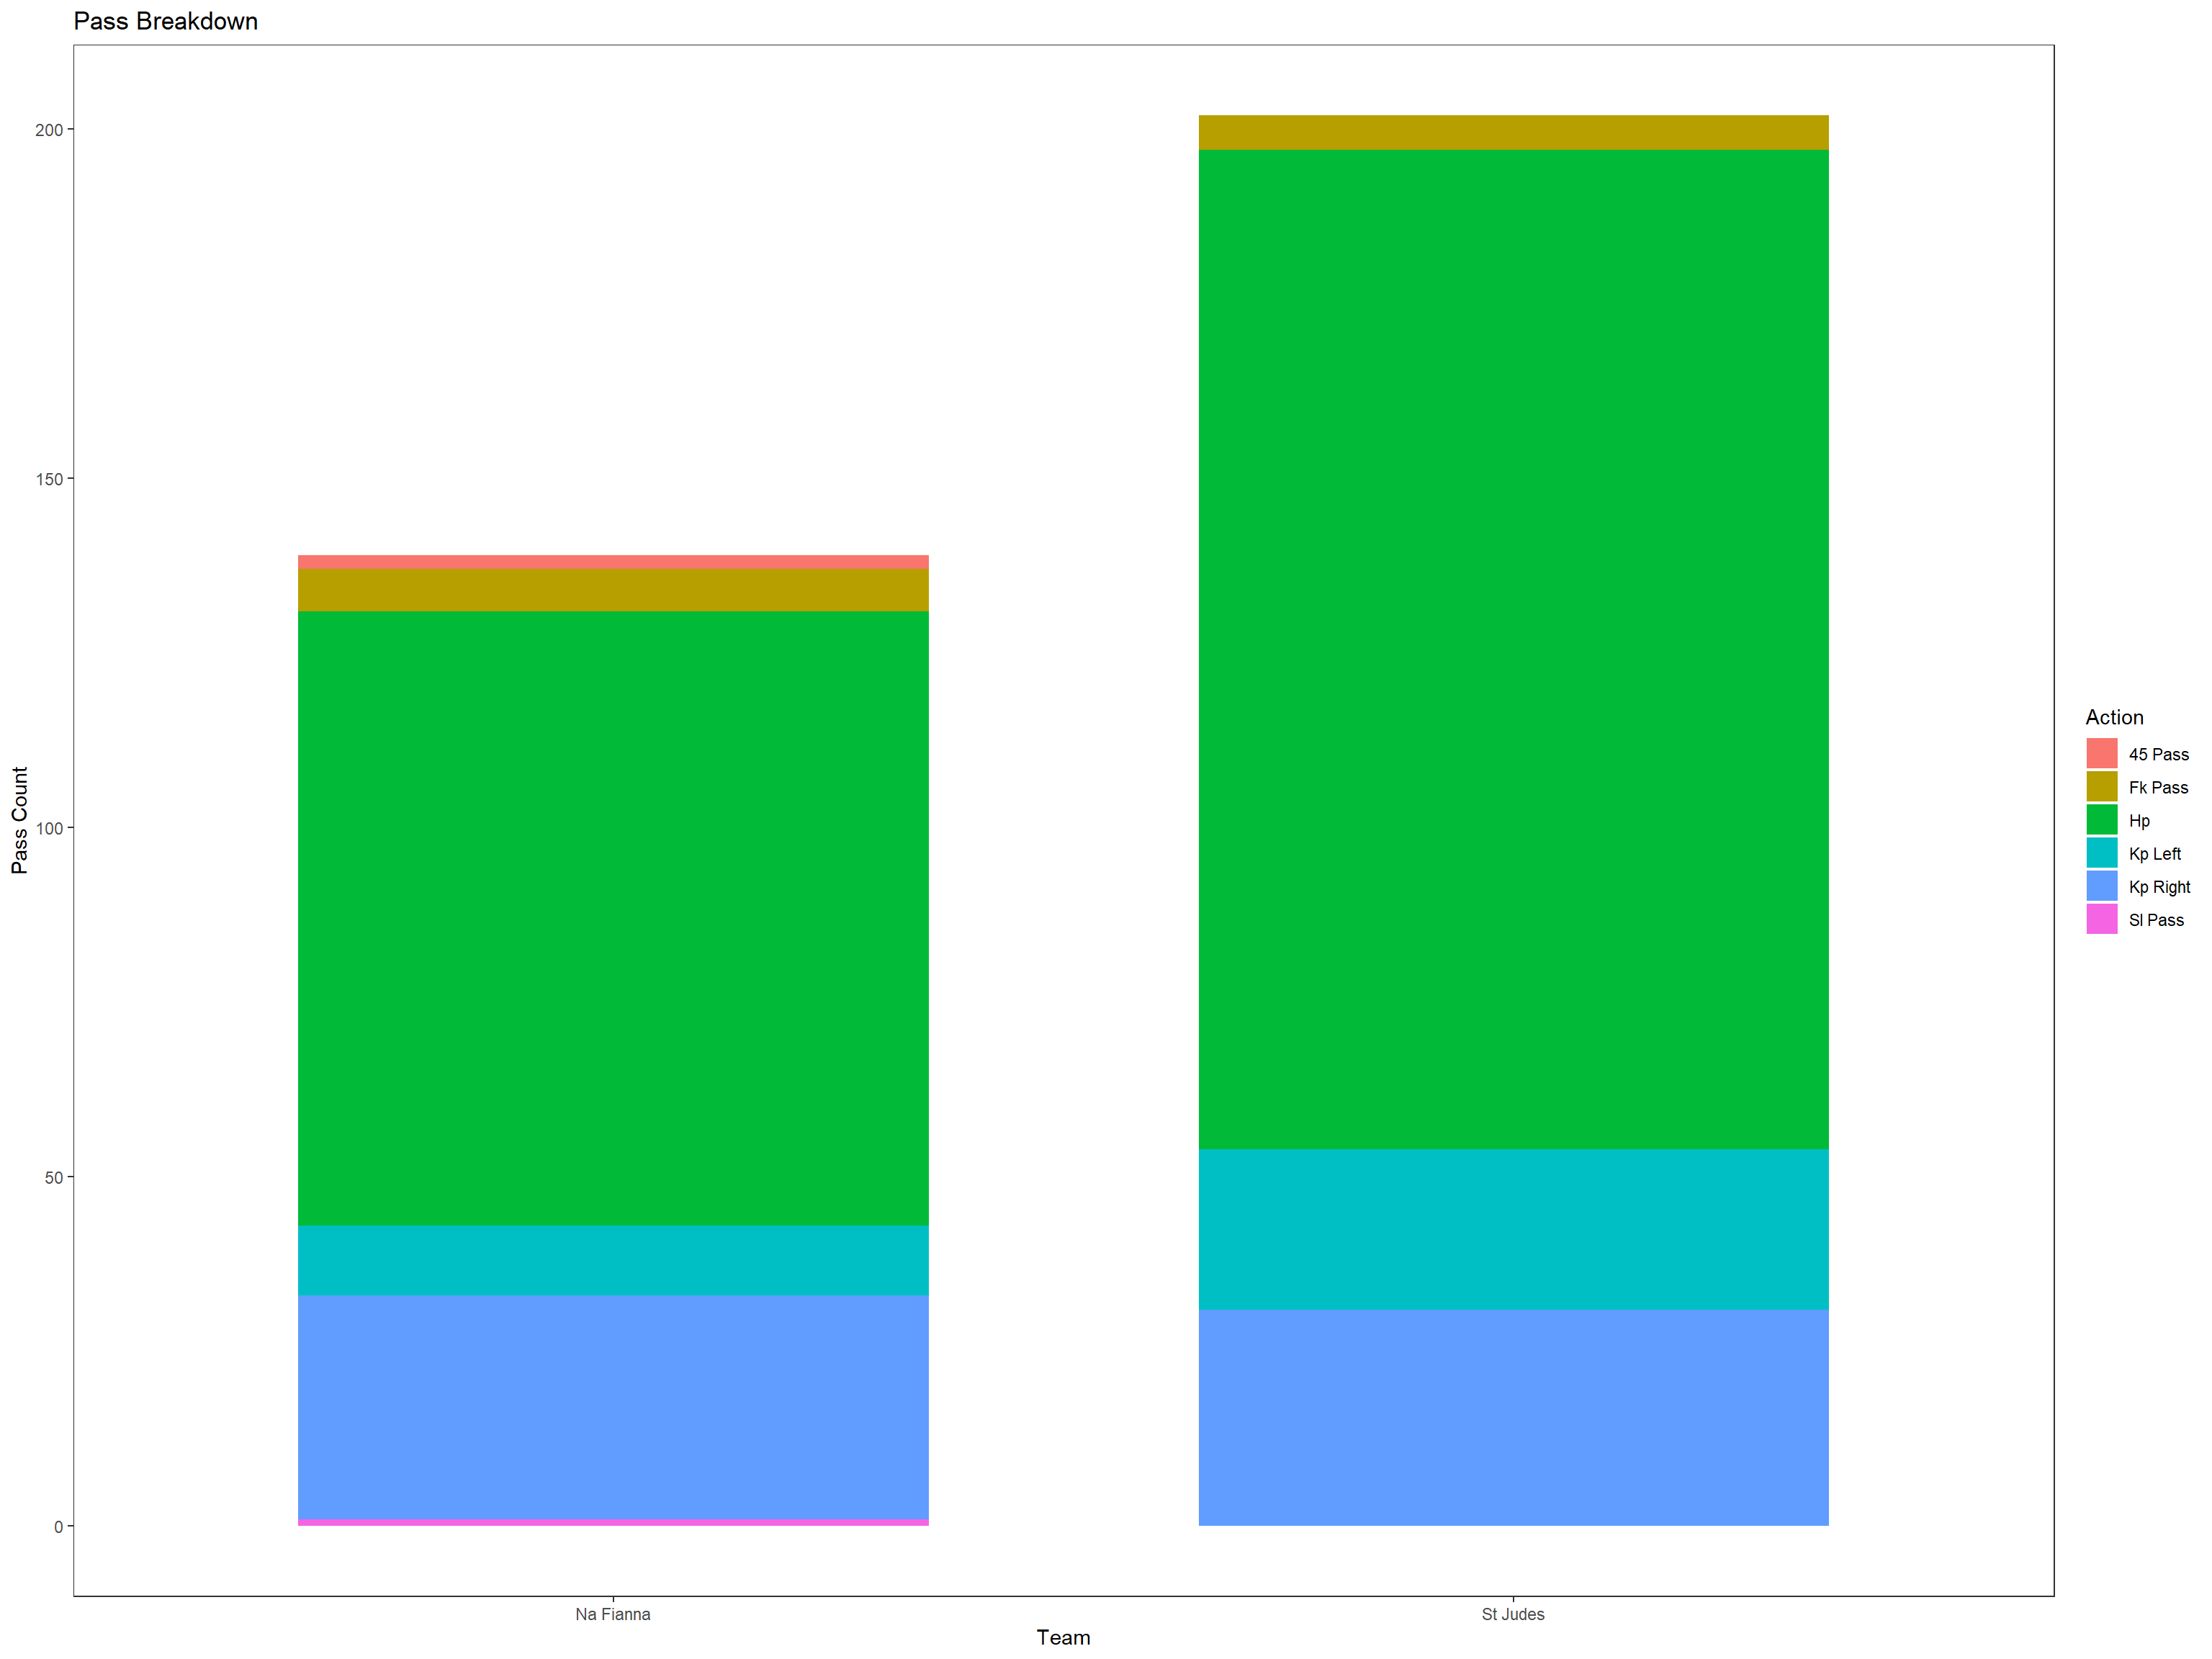 Pass Breakdown
Pass Count
200
150
100
50
0
Na Fianna
St Judes
Team
Action
45 Pass
Fk Pass
Hp
Kp Left
Kp Right
Sl Pass